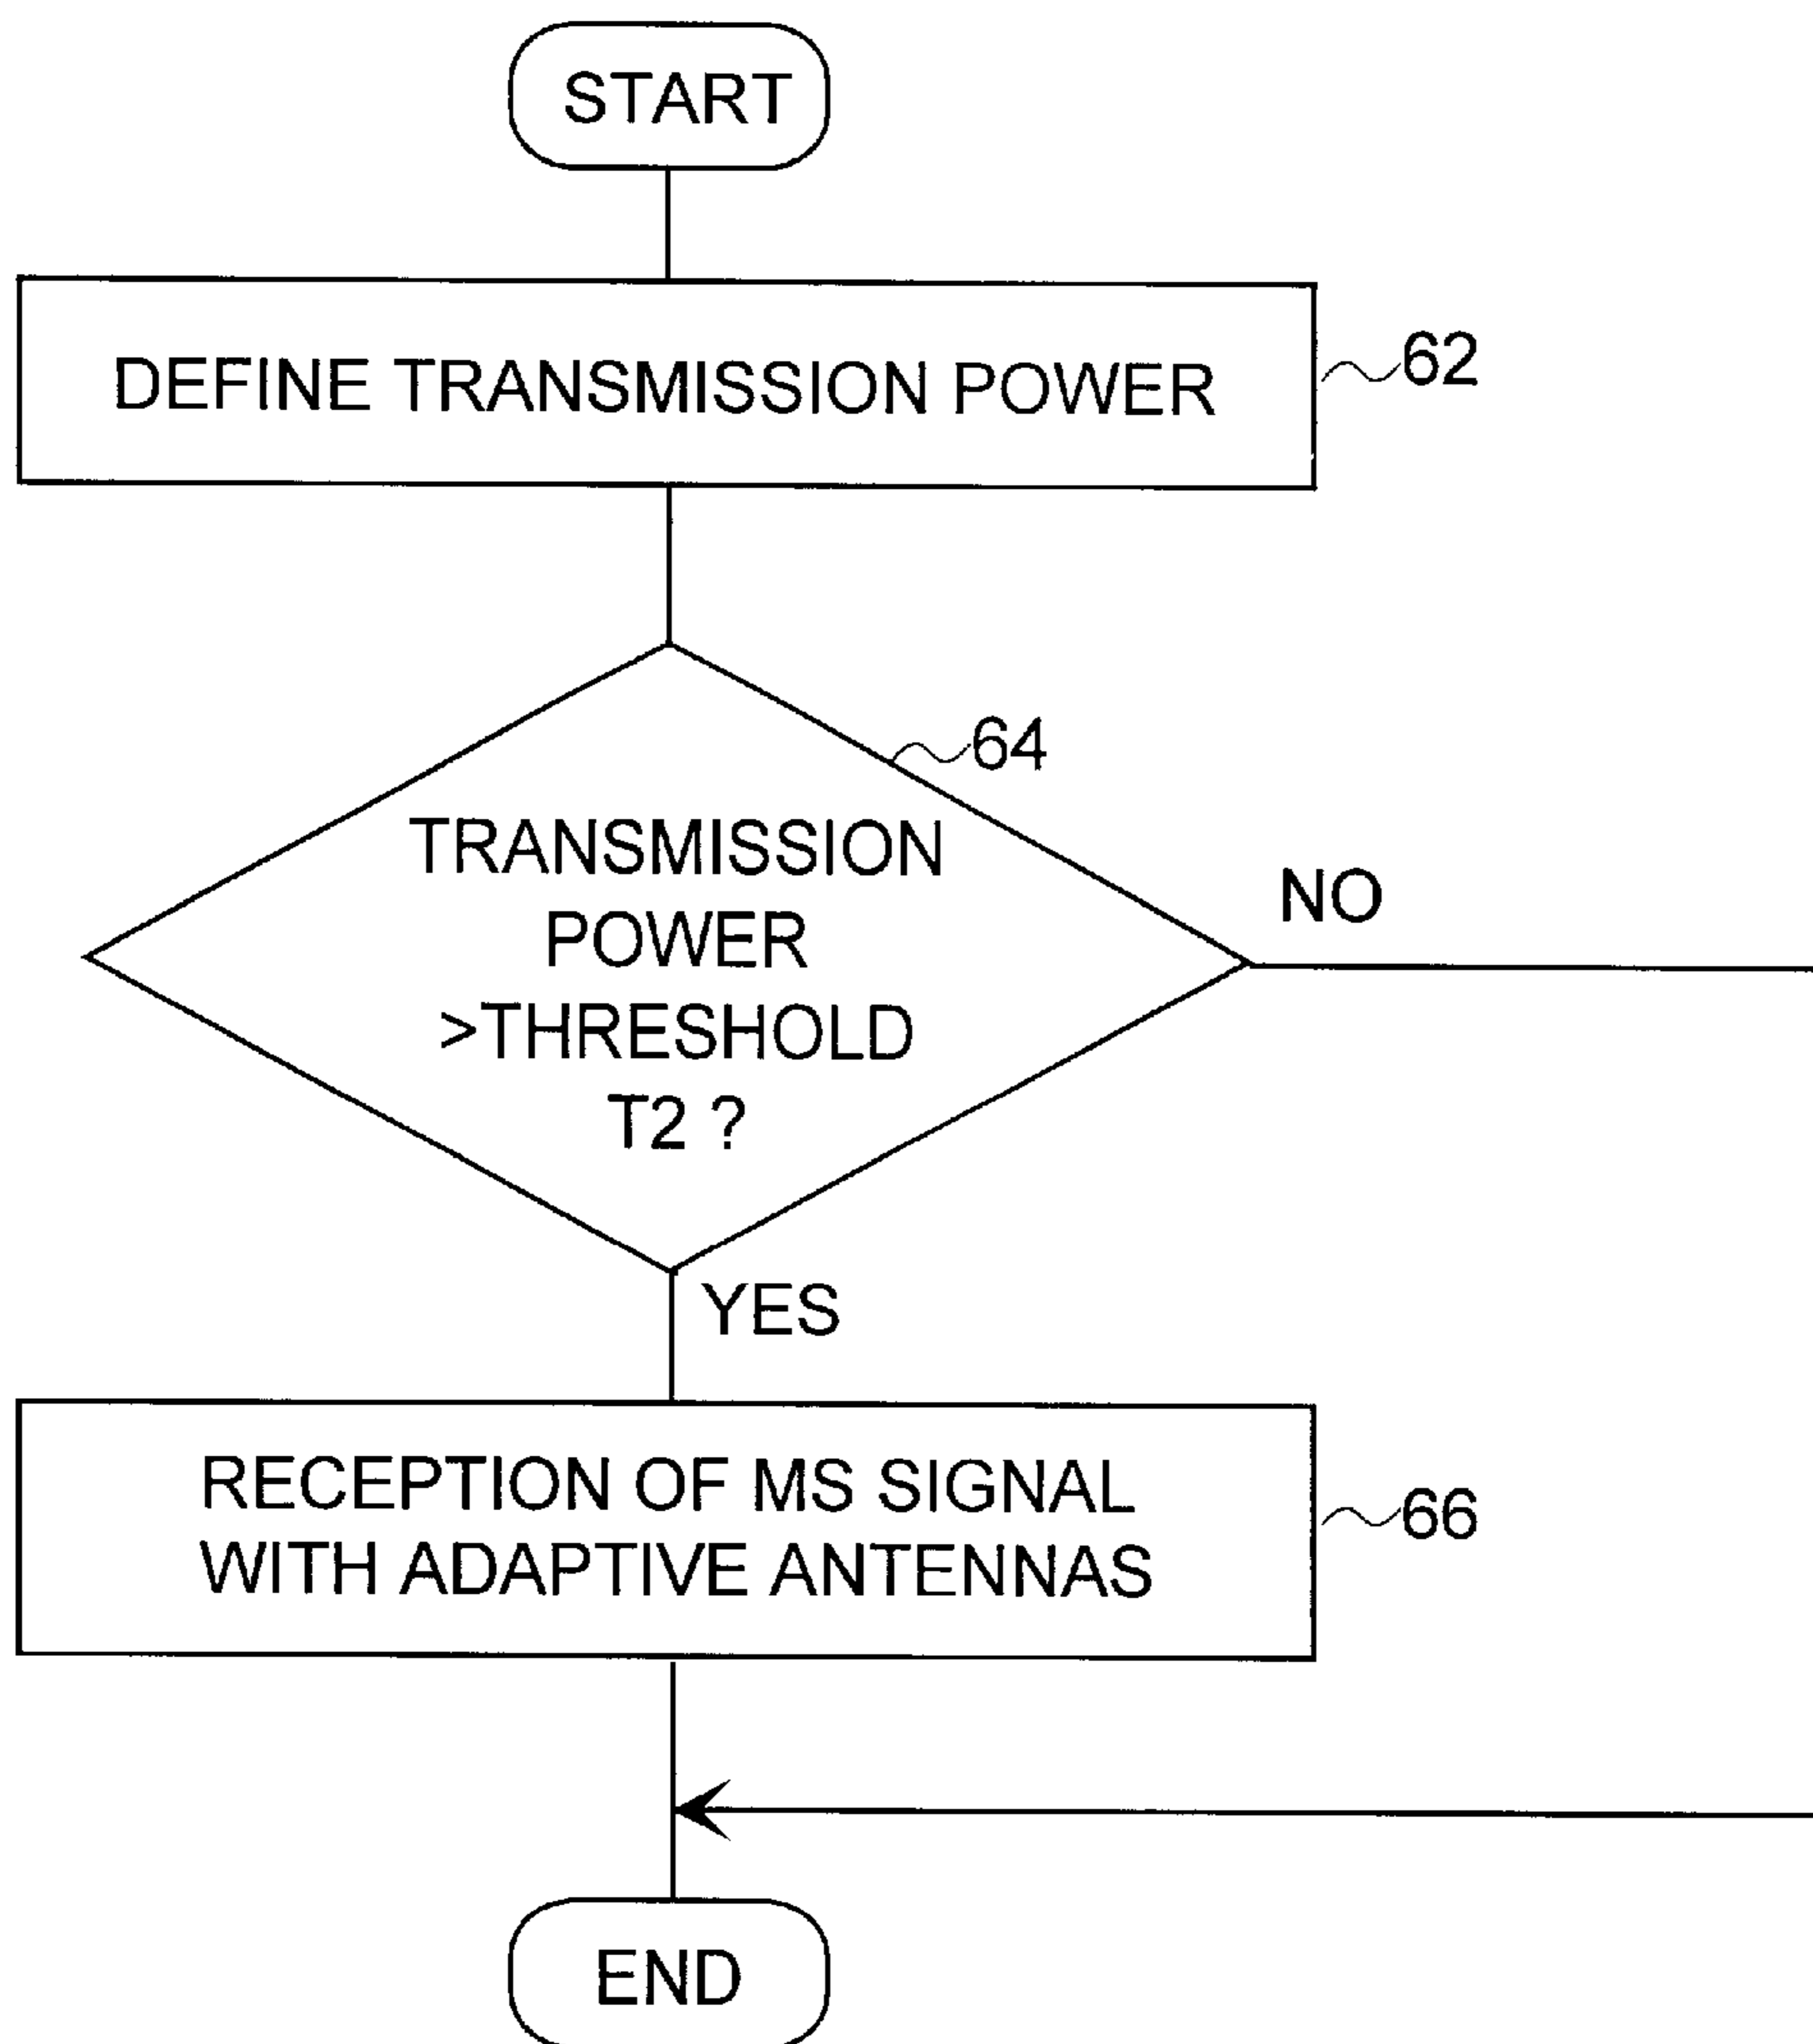 START
DEFINE TRANSMISSION POWER
62
64
TRANSMISSION
POWER
>THRESHOLD
T2 ?
NO
YES
RECEPTION OF MS SIGNAL
WITH ADAPTIVE ANTENNAS
66
END